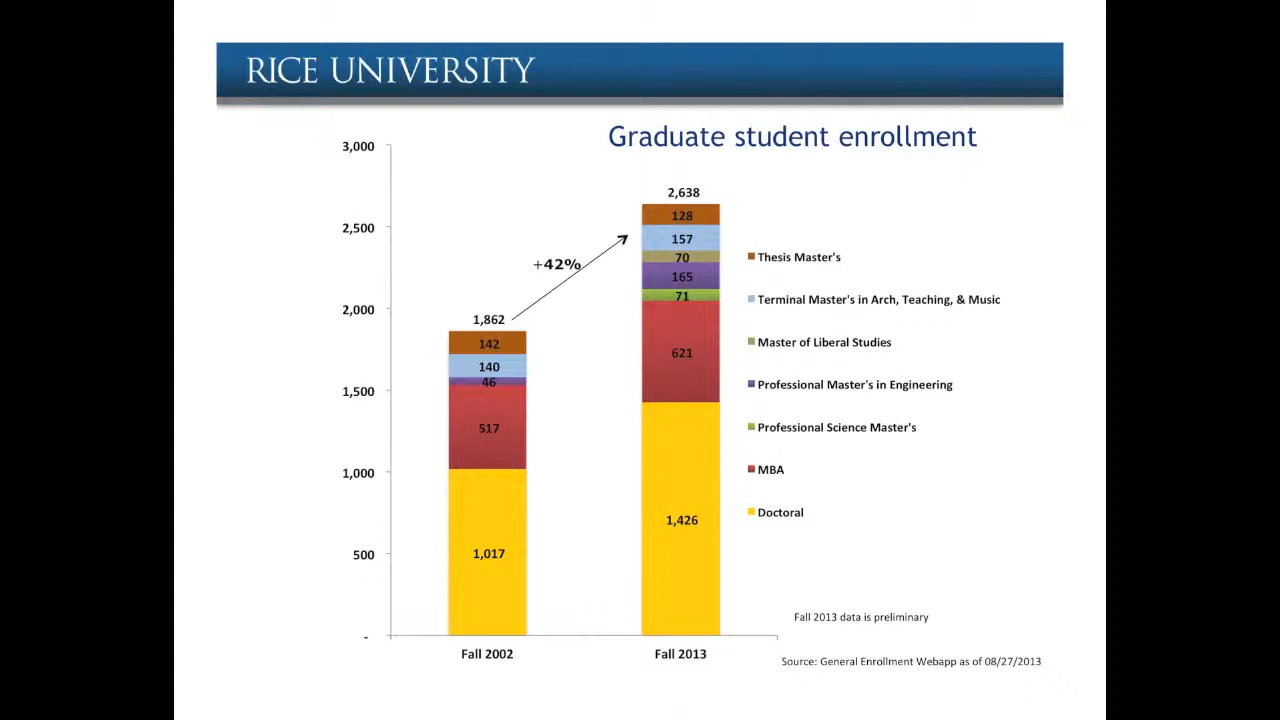 RICE UNIVERSITY
Graduate student enrollment
3,000
2,500
2,000
1,500
1,000
500
-
1,862
142
140
46
517
1,017
+42%
2,638
128
157
70
165
71
621
1,426
Fall 2002
Fall 2013
Thesis Master's
Terminal Master's in Arch, Teaching, & Music
Master of Liberal Studies
Professional Master's in Engineering
Professional Science Master's
MBA
Doctoral
Fall 2013 data is preliminary
Source: General Enrollment Webapp as of 08/27/2013